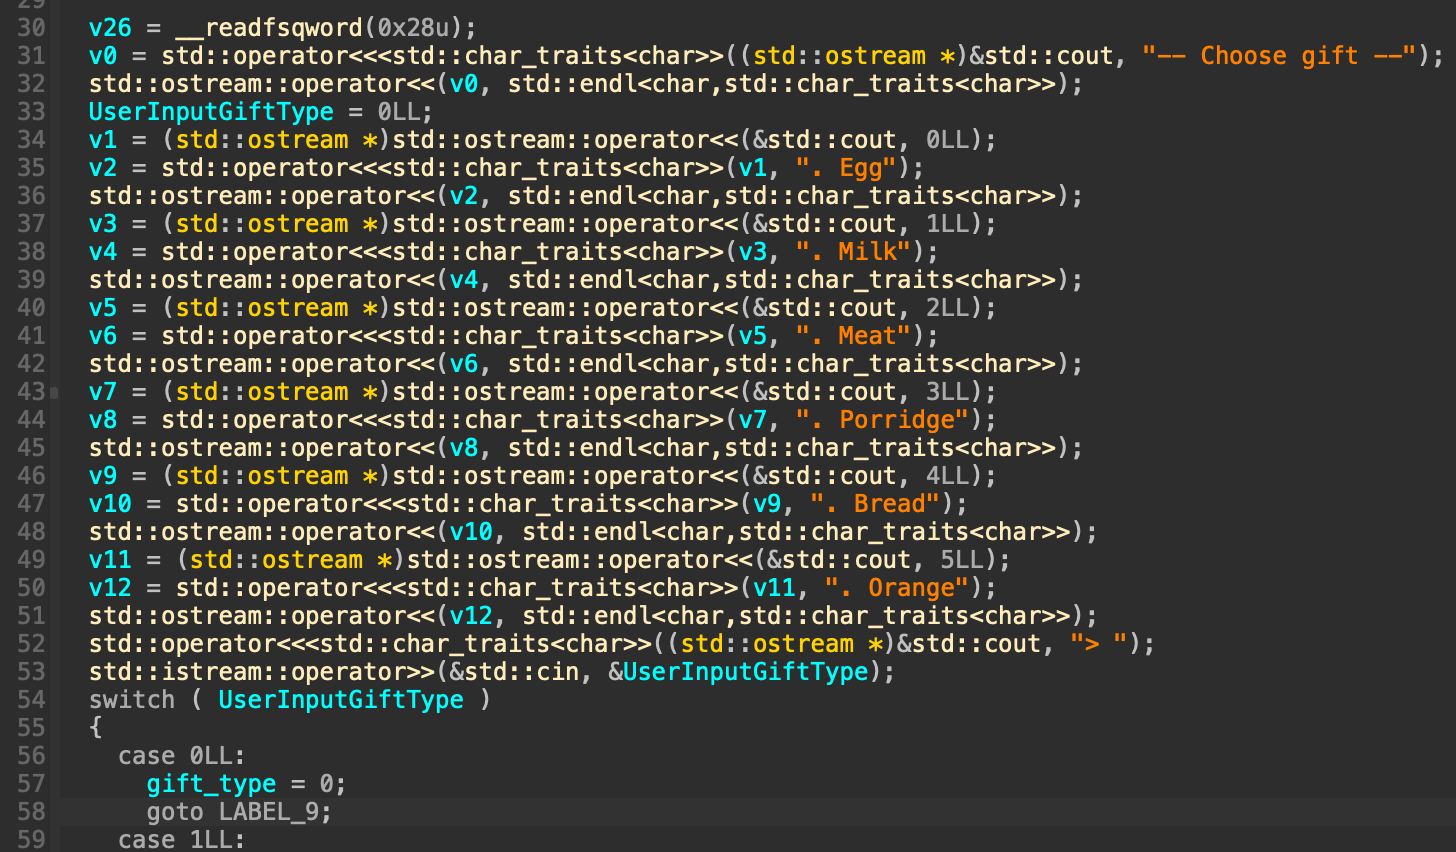 29
30 v26 = __readfsqword(0x28u);
31 v0 = std::operator<<<std::char_traits<char>>((std::ostream *)&std::cout, "-- Choose gift --");
32 std::ostream::operator<<(v0, std::endl<char,std::char_traits<char>>);
33 UserInputGiftType = 0LL;
34 v1 = (std::ostream *)std::ostream::operator<<(&std::cout, 0LL);
35 v2 = std::operator<<<std::char_traits<char>>(v1, ". Egg");
36 std::ostream::operator<<(v2, std::endl<char,std::char_traits<char>>);
37 v3 = (std::ostream *)std::ostream::operator<<(&std::cout, 1LL);
38 v4 = std::operator<<<std::char_traits<char>>(v3, ". Milk");
39 std::ostream::operator<<(v4, std::endl<char,std::char_traits<char>>);
40 v5 = (std::ostream *)std::ostream::operator<<(&std::cout, 2LL);
41 v6 = std::operator<<<std::char_traits<char>>(v5, ". Meat");
42 std::ostream::operator<<(v6, std::endl<char,std::char_traits<char>>);
43 v7 = (std::ostream *)std::ostream::operator<<(&std::cout, 3LL);
44 v8 = std::operator<<<std::char_traits<char>>(v7, ". Porridge");
45 std::ostream::operator<<(v8, std::endl<char,std::char_traits<char>>);
46 v9 = (std::ostream *)std::ostream::operator<<(&std::cout, 4LL);
47 v10 = std::operator<<<std::char_traits<char>>(v9, ". Bread");
48 std::ostream::operator<<(v10, std::endl<char,std::char_traits<char>>);
49 v11 = (std::ostream *)std::ostream::operator<<(&std::cout, 5LL);
50 v12 = std::operator<<<std::char_traits<char>>(v11, ". Orange");
51 std::ostream::operator<<(v12, std::endl<char,std::char_traits<char>>);
52 std::operator<<<std::char_traits<char>>((std::ostream *)&std::cout, "> ");
53 std::istream::operator>>(&std::cin, &UserInputGiftType);
54 switch ( UserInputGiftType )
55 {
56 case 0LL:
57 gift_type = 0;
58 goto LABEL_9;
59 case 1LL: